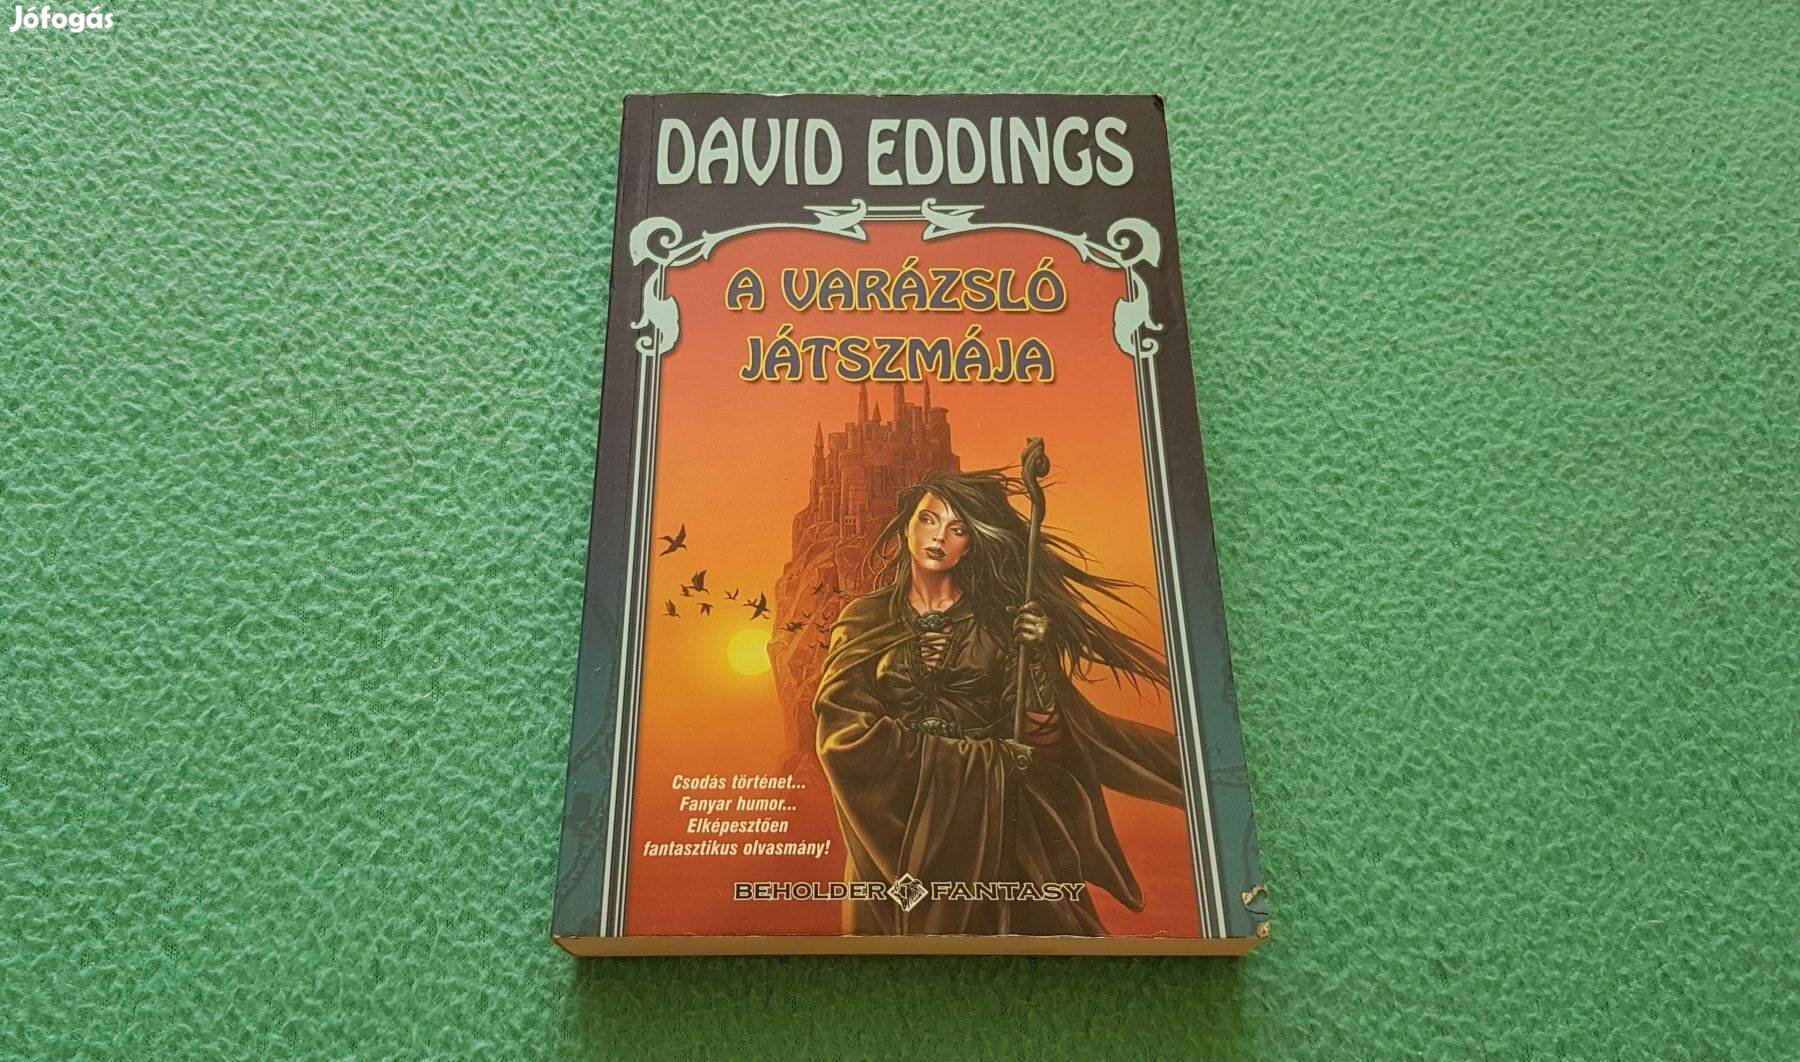 Jófogás
DAVID EDDINGS
A VARÁZSLÓ
JÁTSZMÁJA
Csodás történet...
Fanyar humor...
Elképesztően
fantasztikus olvasmány!
BEHOLDER FANTASY